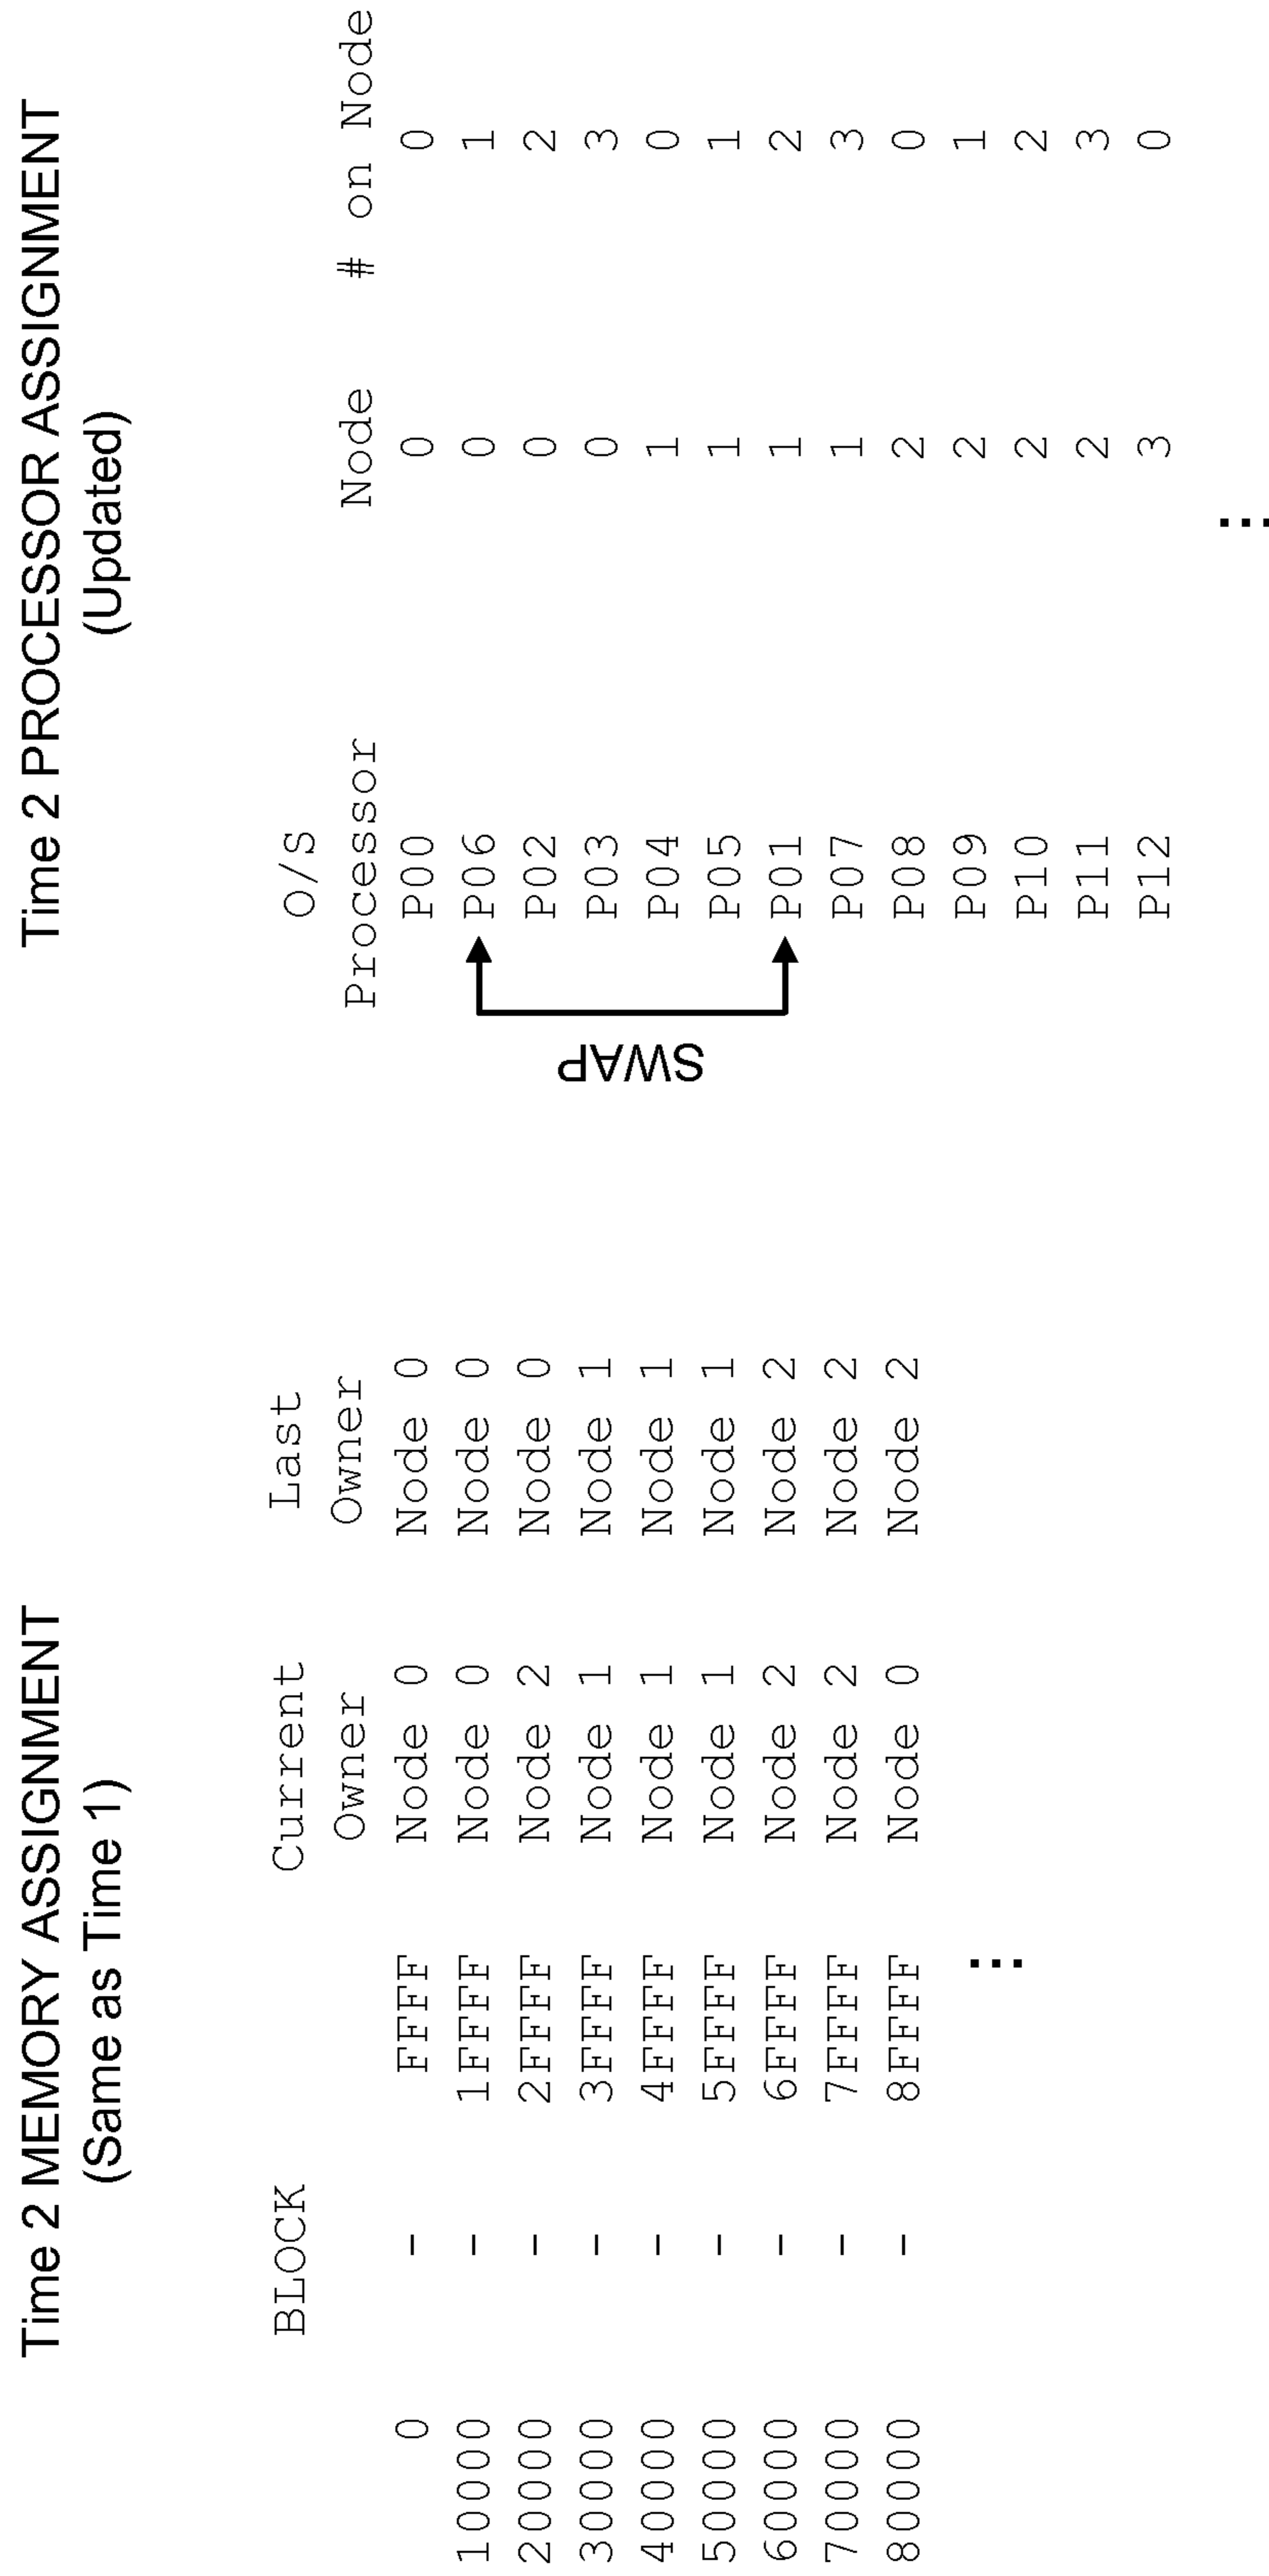 Time 2 MEMORY ASSIGNMENT
(Same as Time 1)
BLOCK Current Last
Owner Owner
0 - FFFF Node 0 Node 0
10000 - 1FFFF Node 0 Node 0
20000 - 2FFFF Node 2 Node 0
30000 - 3FFFF Node 1 Node 1
40000 - 4FFFF Node 1 Node 1
50000 - 5FFFF Node 1 Node 1
60000 - 6FFFF Node 2 Node 2
70000 - 7FFFF Node 2 Node 2
80000 - 8FFFF Node 0 Node 2
...
Time 2 PROCESSOR ASSIGNMENT
(Updated)
O/S
Processor Node # on Node
P00 0 0
P06 0 1
P02 0 2
P03 0 3
P04 1 0
P05 1 1
P01 1 2
P07 1 3
P08 2 0
P09 2 1
P10 2 2
P11 2 3
P12 3 0
...
SWAP